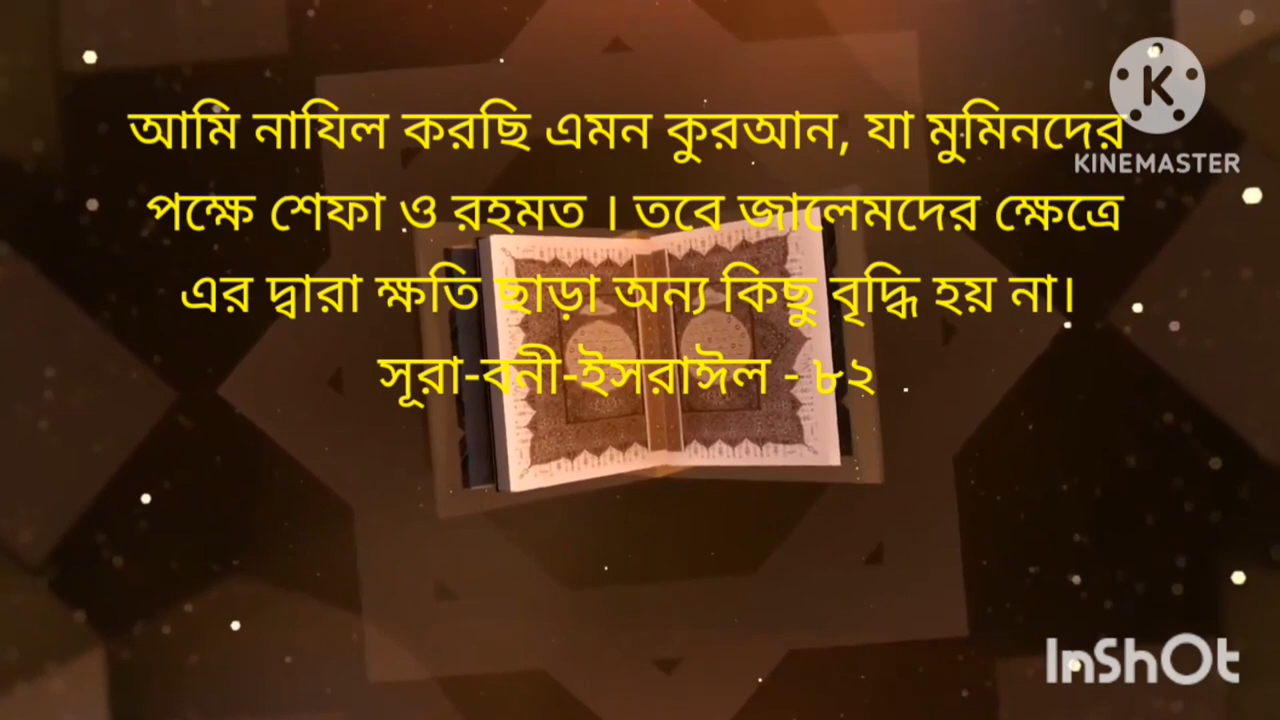 আমি নাযিল করছি এমন কুরআন, যা মুমিনদের
পক্ষে শেফা ও রহমত । তবে জালেমদের ক্ষেত্রে
এর দ্বারা ক্ষতি ছাড়া অন্য কিছু বৃদ্ধি হয় না।
সূরা-বনী-ইসরাঈল - ৮২
K
KINEMASTER
InShOt